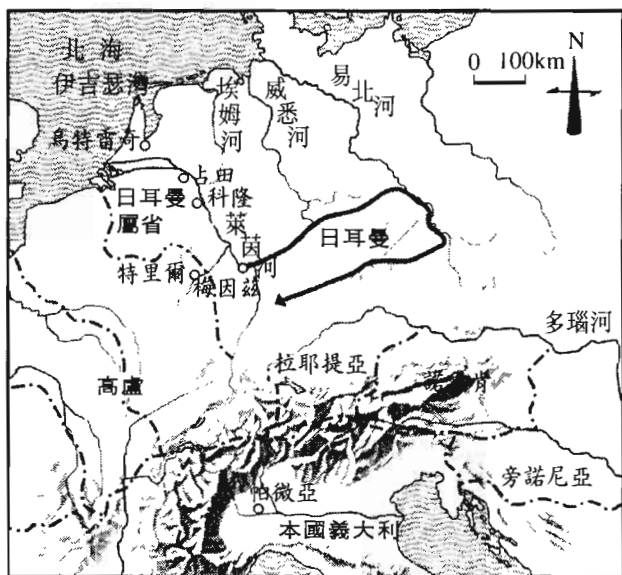 北海
伊吉瑟灣
烏特雷奇
埃姆河
威悉河
易北河
0 100km
N
占田
科隆
日耳曼屬省
萊茵河
日耳曼
特里爾
梅因茲
多瑙河
高盧
拉耶提亞
諾 肯
旁諾尼亞
帕微亞
本國義大利